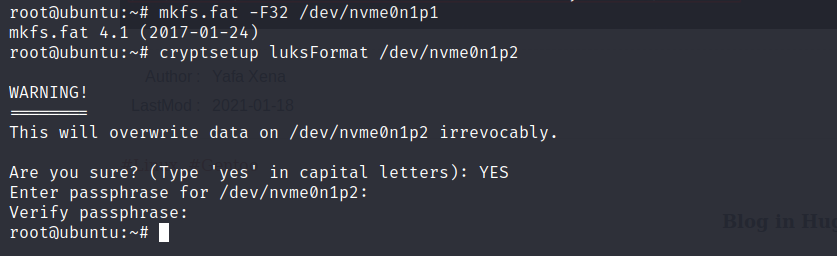 root@ubuntu:~# mkfs.fat -F32 /dev/nvme0n1p1
mkfs.fat 4.1 (2017-01-24)
root@ubuntu:~# cryptsetup luksFormat /dev/nvme0n1p2
Author: Yafa Xena
WARNING!
========
LastMod: 2021-01-18
This will overwrite data on /dev/nvme0n1p2 irrevocably.
Are you sure? (Type 'yes' in capital letters): YES
Enter passphrase for /dev/nvme0n1p2:
Verify passphrase:
Blog in Hug
root@ubuntu:~#